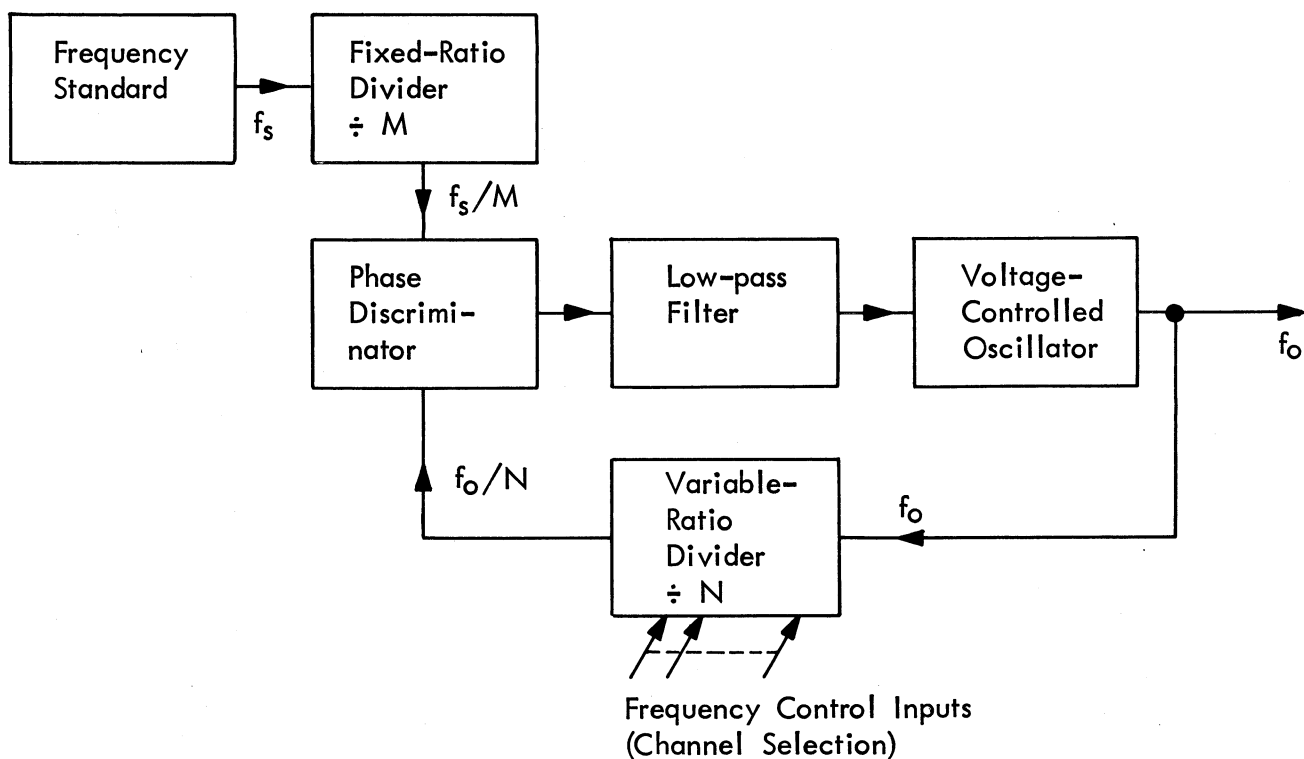 Frequency
Standard
f_s
Fixed-Ratio
Divider
÷ M
f_s/M
Phase
Discrimi-
nator
Low-pass
Filter
Voltage-
Controlled
Oscillator
f_o
f_o/N
Variable-
Ratio
Divider
÷ N
f_o
Frequency Control Inputs
(Channel Selection)